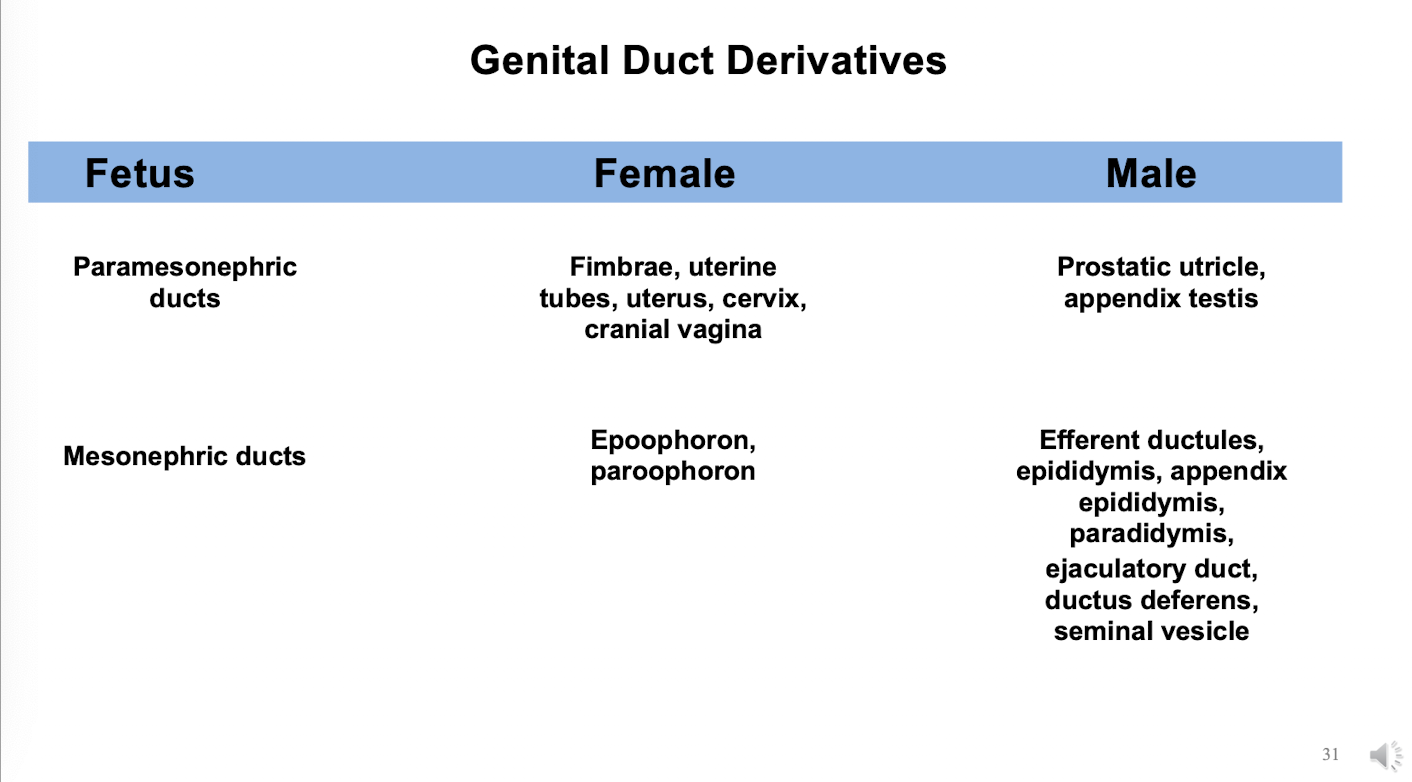 Genital Duct Derivatives
Fetus Female Male
Paramesonephric
ducts
Fimbrae, uterine
tubes, uterus, cervix,
cranial vagina
Prostatic utricle,
appendix testis
Mesonephric ducts
Epoophoron,
paroophoron
Efferent ductules,
epididymis, appendix
epididymis,
paradidymis,
ejaculatory duct,
ductus deferens,
seminal vesicle
31